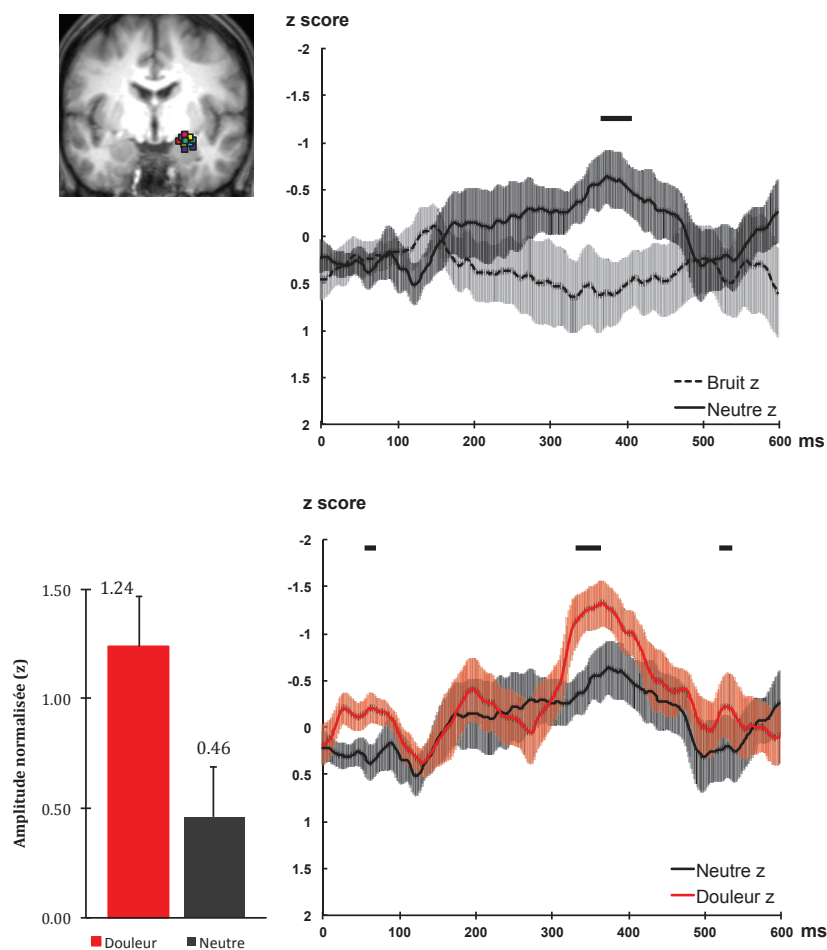 z score
-2
-1.5
-1
-0.5
0
0.5
1
1.5
2
Bruit z
Neutre z
0 100 200 300 400 500 600 ms
z score
-2
-1.5
-1
-0.5
0
0.5
1
1.5
2
Neutre z
Douleur z
0 100 200 300 400 500 600 ms
Amplitude normalisée (z)
1.50
1.00
0.50
0.00
1.24
0.46
Douleur Neutre